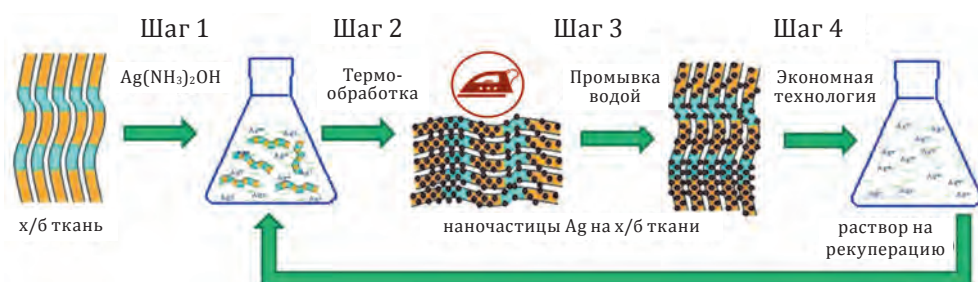 Шаг 1
Шаг 2
Шаг 3
Шаг 4
Ag(NH₃)₂OH
Термо-
обработка
Промывка
водой
Экономная
технология
х/б ткань
наночастицы Ag на х/б ткани
раствор на
рекуперацию